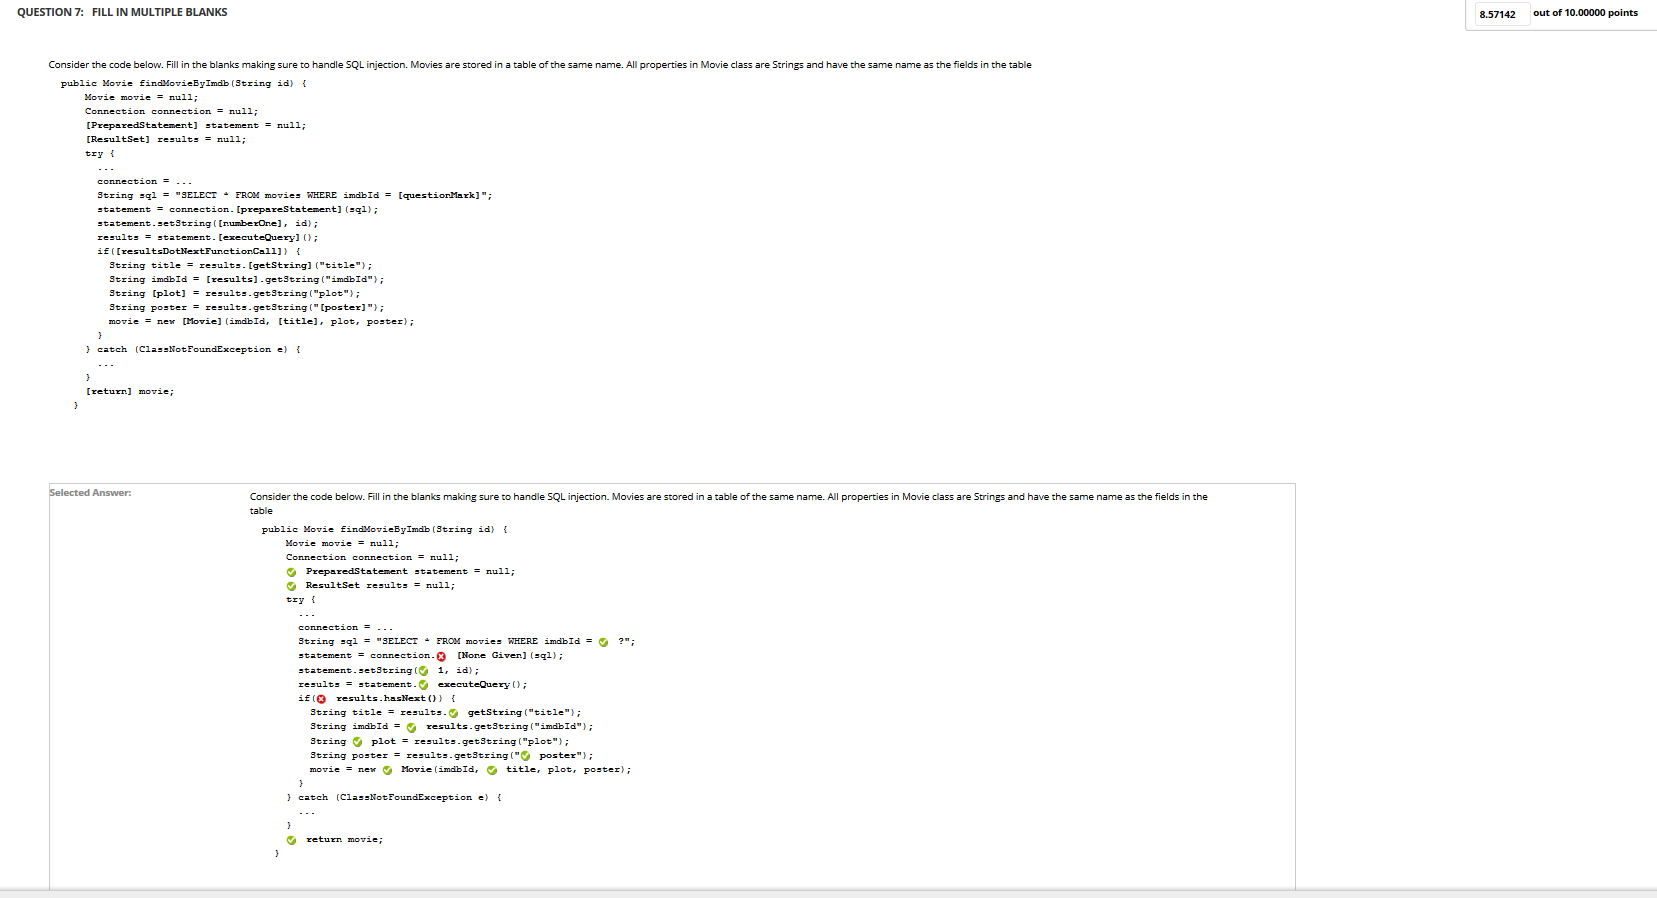 QUESTION 7: FILL IN MULTIPLE BLANKS
8.57142 out of 10.00000 points
Consider the code below. Fill in the blanks making sure to handle SQL injection. Movies are stored in a table of the same name. All properties in Movie class are Strings and have the same name as the fields in the table
public Movie findMovieByImdb(String id) {
Movie movie = null;
Connection connection = null;
[PreparedStatement] statement = null;
[ResultSet] results = null;
try {
...
connection = ...
String sql = "SELECT * FROM movies WHERE imdbId = [questionMark]";
statement = connection.[prepareStatement](sql);
statement.setString([numberOne], id);
results = statement.[executeQuery]();
if([resultsDotNextFunctionCall]) {
String title = results.[getString]("title");
String imdbId = [results].getString("imdbId");
String [plot] = results.getString("plot");
String poster = results.getString("[poster]");
movie = new [Movie](imdbId, [title], plot, poster);
}
} catch (ClassNotFoundException e) {
...
}
[return] movie;
}
Selected Answer:
Consider the code below. Fill in the blanks making sure to handle SQL injection. Movies are stored in a table of the same name. All properties in Movie class are Strings and have the same name as the fields in the
table
public Movie findMovieByImdb(String id) {
Movie movie = null;
Connection connection = null;
PreparedStatement statement = null;
ResultSet results = null;
try {
...
connection = ...
String sql = "SELECT * FROM movies WHERE imdbId = ?";
statement = connection. [None Given](sql);
statement.setString( 1, id);
results = statement. executeQuery();
if( results.hasNext()) {
String title = results. getString("title");
String imdbId = results.getString("imdbId");
String plot = results.getString("plot");
String poster = results.getString(" poster");
movie = new Movie(imdbId, title, plot, poster);
}
} catch (ClassNotFoundException e) {
...
}
return movie;
}